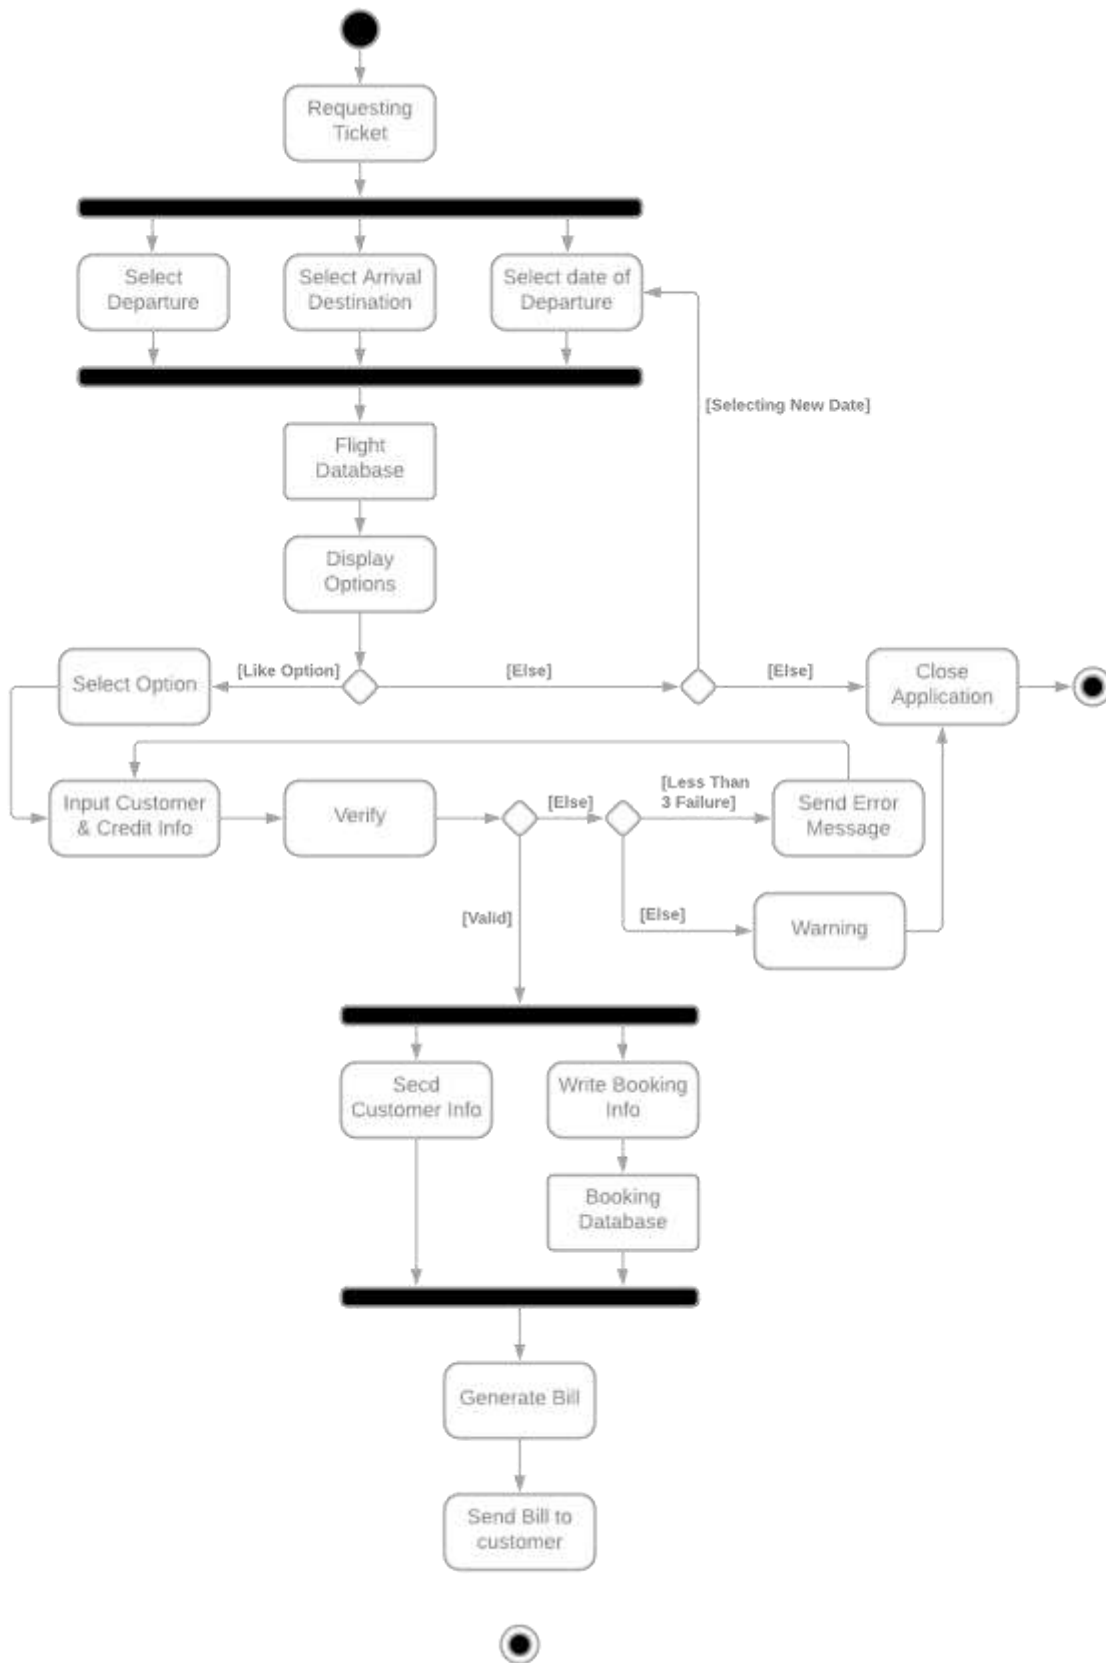 Requesting
Ticket
Select
Departure
Select Arrival
Destination
Select date of
Departure
[Selecting New Date]
Flight
Database
Display
Options
Select Option
[Like Option]
[Else]
[Else]
Close
Application
Input Customer
& Credit Info
Verify
[Else]
[Less Than
3 Failure]
Send Error
Message
[Valid]
[Else]
Warning
Secd
Customer Info
Write Booking
Info
Booking
Database
Generate Bill
Send Bill to
customer